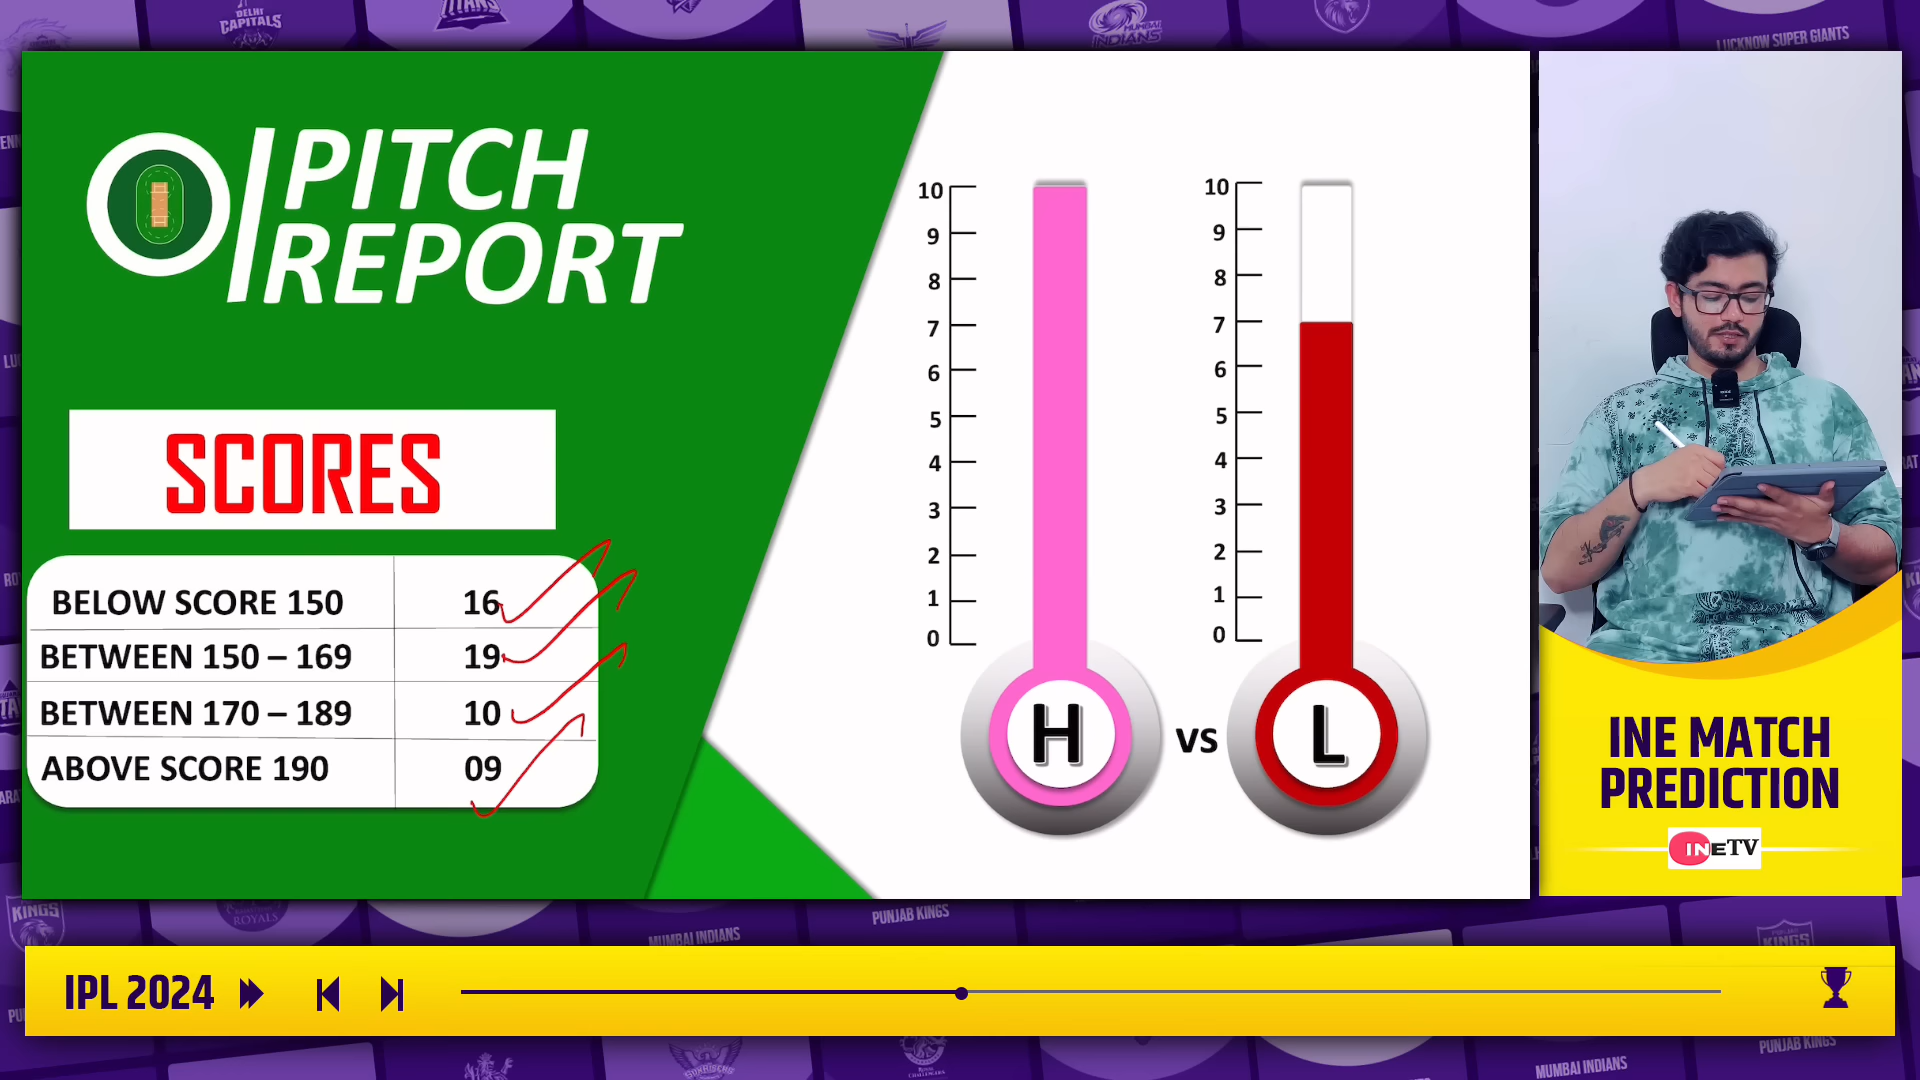 DELHI
CAPITALS
TITANS
MUMBAI
INDIANS
LUCKNOW SUPER GIANTS
PITCH
REPORT
SCORES
BELOW SCORE 150 16
BETWEEN 150 – 169 19
BETWEEN 170 – 189 10
ABOVE SCORE 190 09
10
9
8
7
6
5
4
3
2
1
0
H
vs
10
9
8
7
6
5
4
3
2
1
0
L
INE MATCH
PREDICTION
INETV
KINGS
ROYALS
MUMBAI INDIANS
PUNJAB KINGS
KINGS
IPL 2024
MUMBAI INDIANS
PUNJAB KINGS